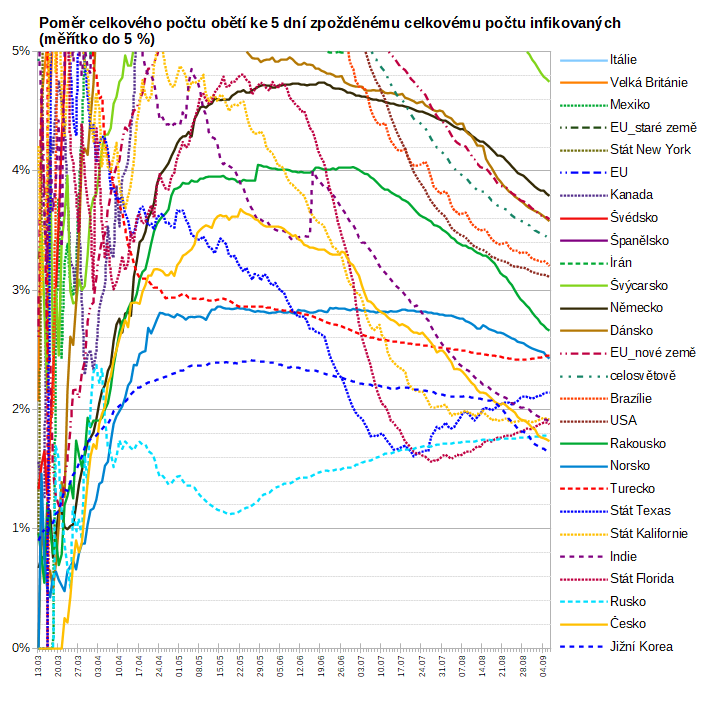 Poměr celkového počtu obětí ke 5 dní zpožděnému celkovému počtu infikovaných
(měřítko do 5 %)
5%
4%
3%
2%
1%
0%
13.03
20.03
27.03
03.04
10.04
17.04
24.04
01.05
08.05
15.05
22.05
29.05
05.06
12.06
19.06
26.06
03.07
10.07
17.07
24.07
31.07
07.08
14.08
21.08
28.08
04.09
Itálie
Velká Británie
Mexiko
EU_staré země
Stát New York
EU
Kanada
Švédsko
Španělsko
Írán
Švýcarsko
Německo
Dánsko
EU_nové země
celosvětově
Brazílie
USA
Rakousko
Norsko
Turecko
Stát Texas
Stát Kalifornie
Indie
Stát Florida
Rusko
Česko
Jižní Korea